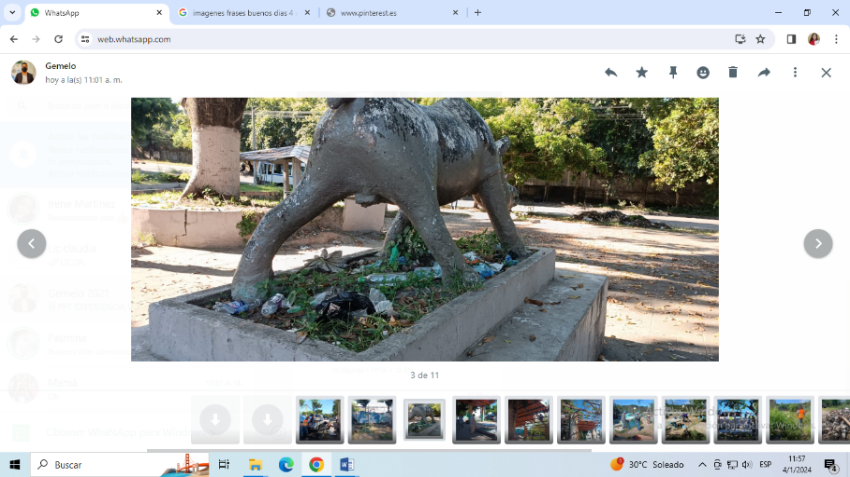 WhatsApp
imagenes frases buenos dias 4
www.pinterest.es
web.whatsapp.com
Gemelo
hoy a la(s) 11:01 a. m.
3 de 11
Buscar
30°C Soleado
ESP
11:57
4/1/2024
4